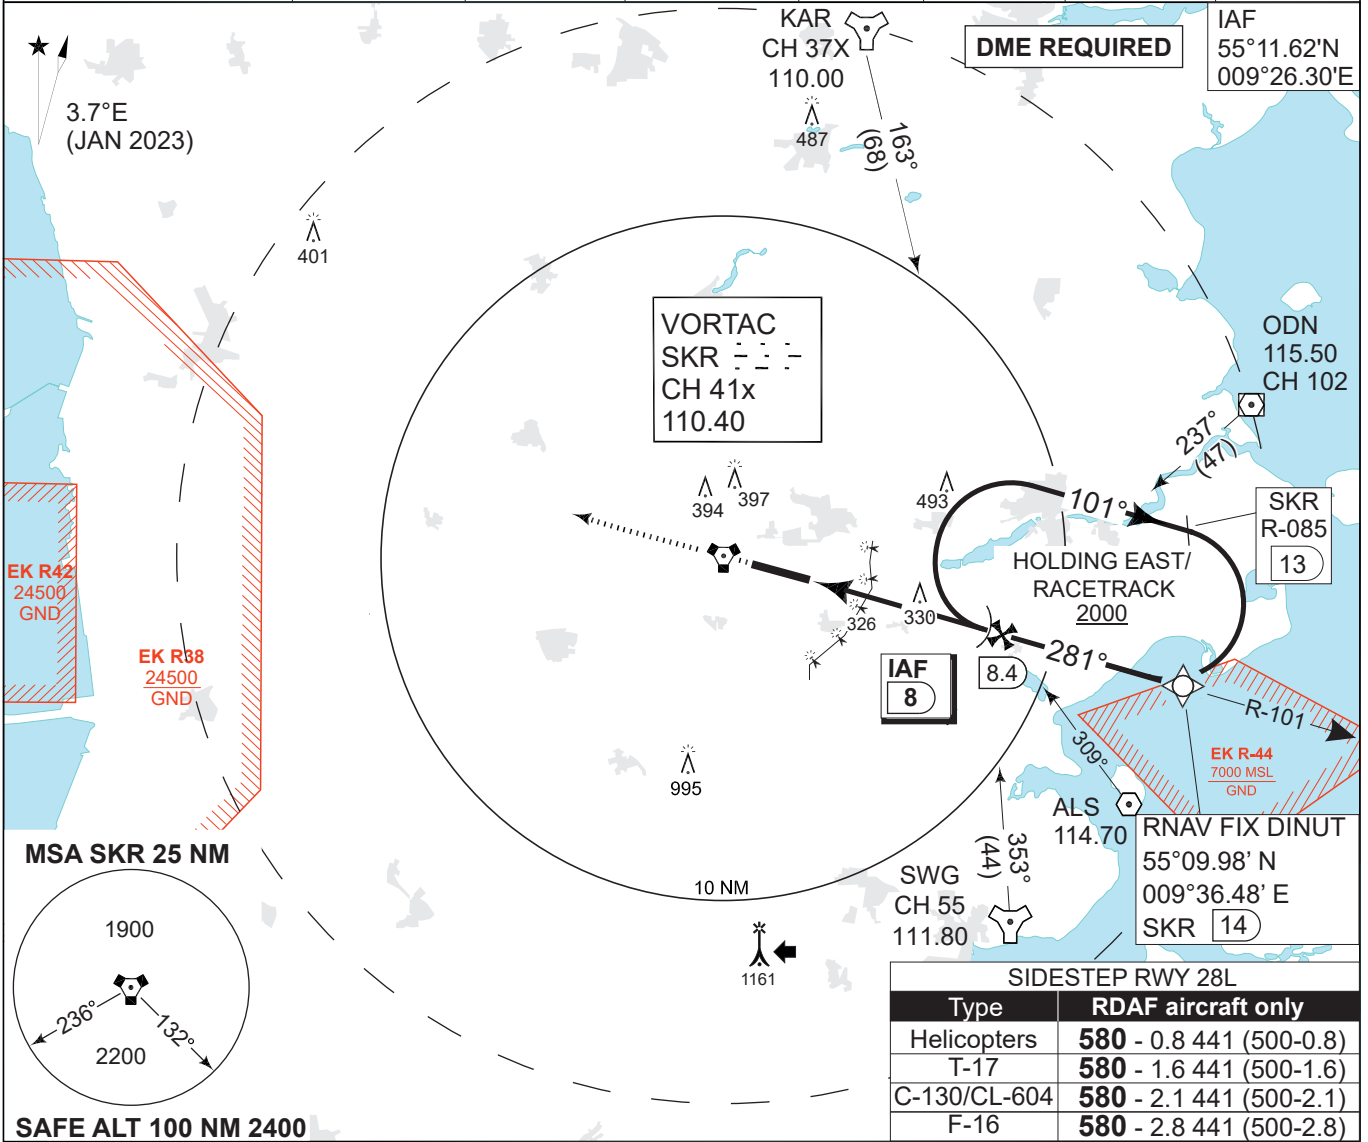 KAR
CH 37X
110.00
DME REQUIRED
IAF
55°11.62'N
009°26.30'E
3.7°E
(JAN 2023)
487
163°
(68)
401
VORTAC
SKR
CH 41x
110.40
ODN
115.50
CH 102
237°
(47)
394
397
493
101°
SKR
R-085
13
HOLDING EAST/
RACETRACK
2000
EK R42
24500
GND
EK R38
24500
GND
326
330
281°
IAF
8
8.4
R-101
309°
EK R-44
7000 MSL
GND
995
ALS
114.70
RNAV FIX DINUT
55°09.98’ N
009°36.48’ E
SKR 14
353°
(44)
SWG
CH 55
111.80
10 NM
1161
MSA SKR 25 NM
1900
236°
132°
2200
SAFE ALT 100 NM 2400
SIDESTEP RWY 28L
Type RDAF aircraft only
Helicopters 580 - 0.8 441 (500-0.8)
T-17 580 - 1.6 441 (500-1.6)
C-130/CL-604 580 - 2.1 441 (500-2.1)
F-16 580 - 2.8 441 (500-2.8)